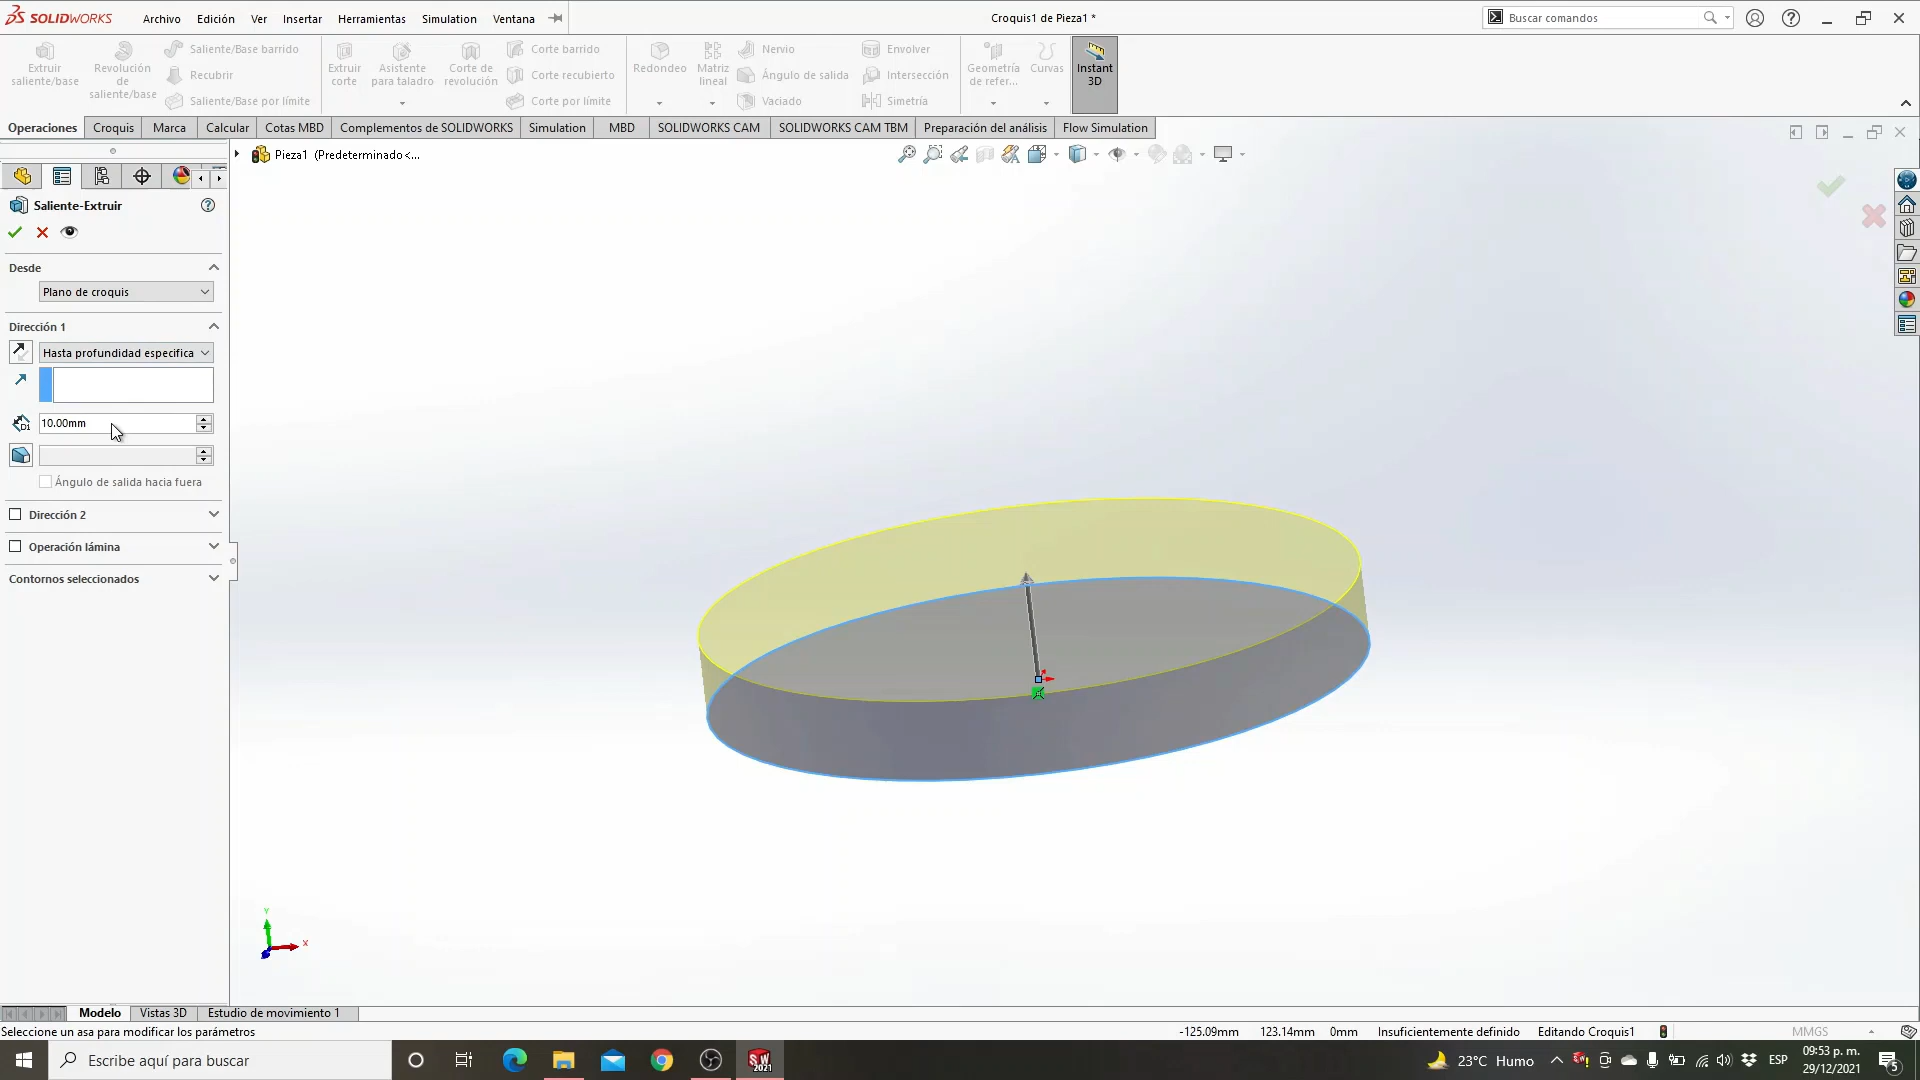 SOLIDWORKS
Archivo Edición Ver Insertar Herramientas Simulation Ventana
Croquis1 de Pieza1 *
Buscar comandos
Extruir saliente/base
Revolución de saliente/base
Saliente/Base barrido
Recubrir
Saliente/Base por límite
Extruir corte
Asistente para taladro
Corte de revolución
Corte barrido
Corte recubierto
Corte por límite
Redondeo
Matriz lineal
Nervio
Ángulo de salida
Vaciado
Envolver
Intersección
Simetría
Geometría de refer...
Curvas
Instant 3D
Operaciones Croquis Marca Calcular Cotas MBD Complementos de SOLIDWORKS Simulation MBD SOLIDWORKS CAM SOLIDWORKS CAM TBM Preparación del análisis Flow Simulation
Pieza1 (Predeterminado<...
Saliente-Extruir
Desde
Plano de croquis
Dirección 1
Hasta profundidad especifica
D1
10.00mm
Ángulo de salida hacia fuera
Dirección 2
Operación lámina
Contornos seleccionados
Y
X
Modelo Vistas 3D Estudio de movimiento 1
Seleccione un asa para modificar los parámetros
-125.09mm 123.14mm 0mm Insuficientemente definido Editando Croquis1 MMGS
Escribe aquí para buscar
SW 2021
23°C Humo
ESP
09:53 p. m.
29/12/2021
5